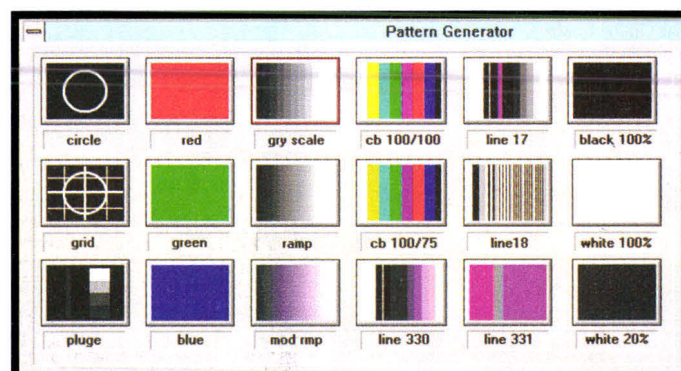 Pattern Generator
circle red gry scale cb 100/100 line 17 black 100%
grid green ramp cb 100/75 line18 white 100%
pluge blue mod rmp line 330 line 331 white 20%